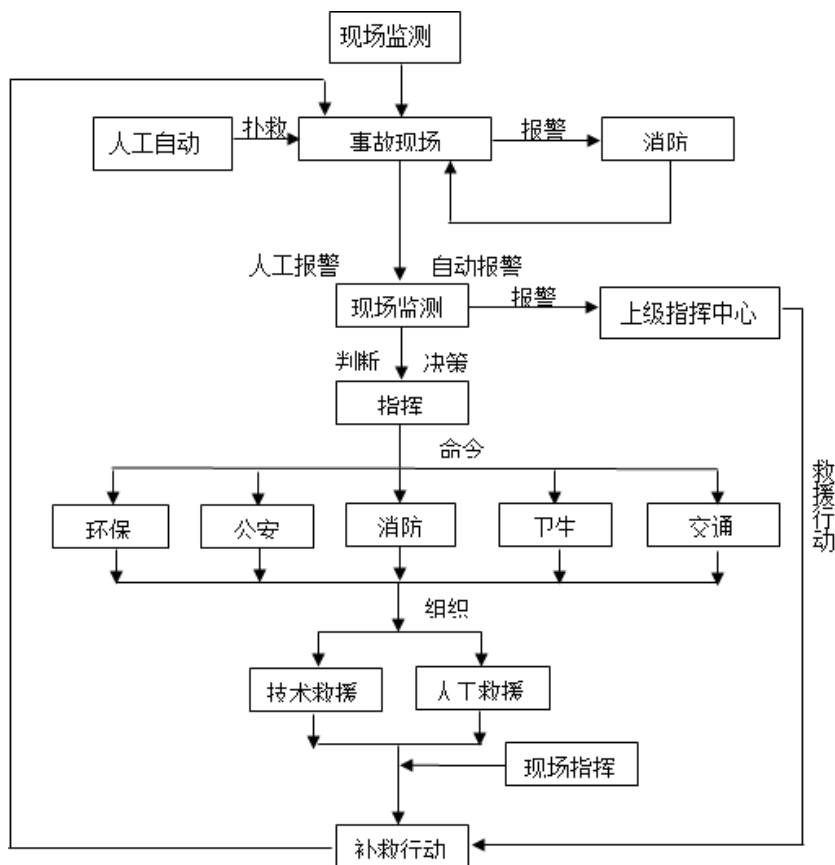 现场监测
人工自动
扑救
事故现场
报警
消防
人工报警
自动报警
现场监测
报警
上级指挥中心
判断
决策
指挥
命令
救援行动
环保
公安
消防
卫生
交通
组织
技术救援
人工救援
现场指挥
补救行动